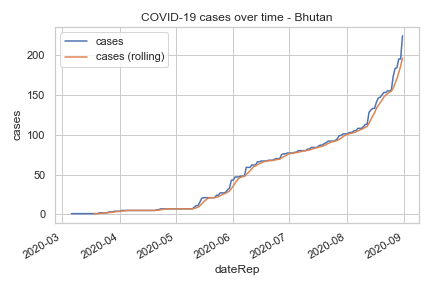 COVID-19 cases over time - Bhutan
cases
cases (rolling)
200
150
100
50
0
cases
2020-03
2020-04
2020-05
2020-06
2020-07
2020-08
2020-09
dateRep